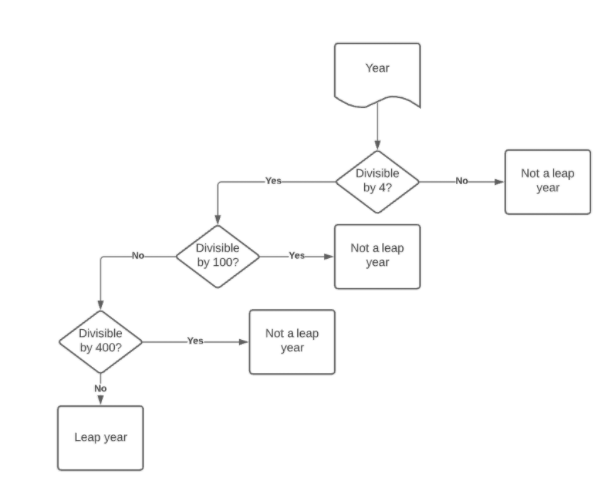 Year
Divisible
by 4?
Yes
No
Not a leap
year
Divisible
by 100?
No
Yes
Not a leap
year
Divisible
by 400?
Yes
Not a leap
year
No
Leap year